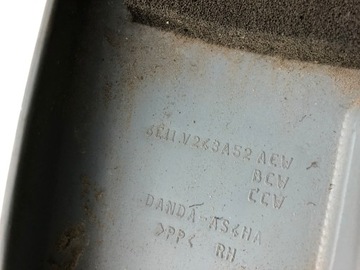 6E11.V263A52 AEW
BCW
CCW
DANDA-AS6HA
>PP< RH